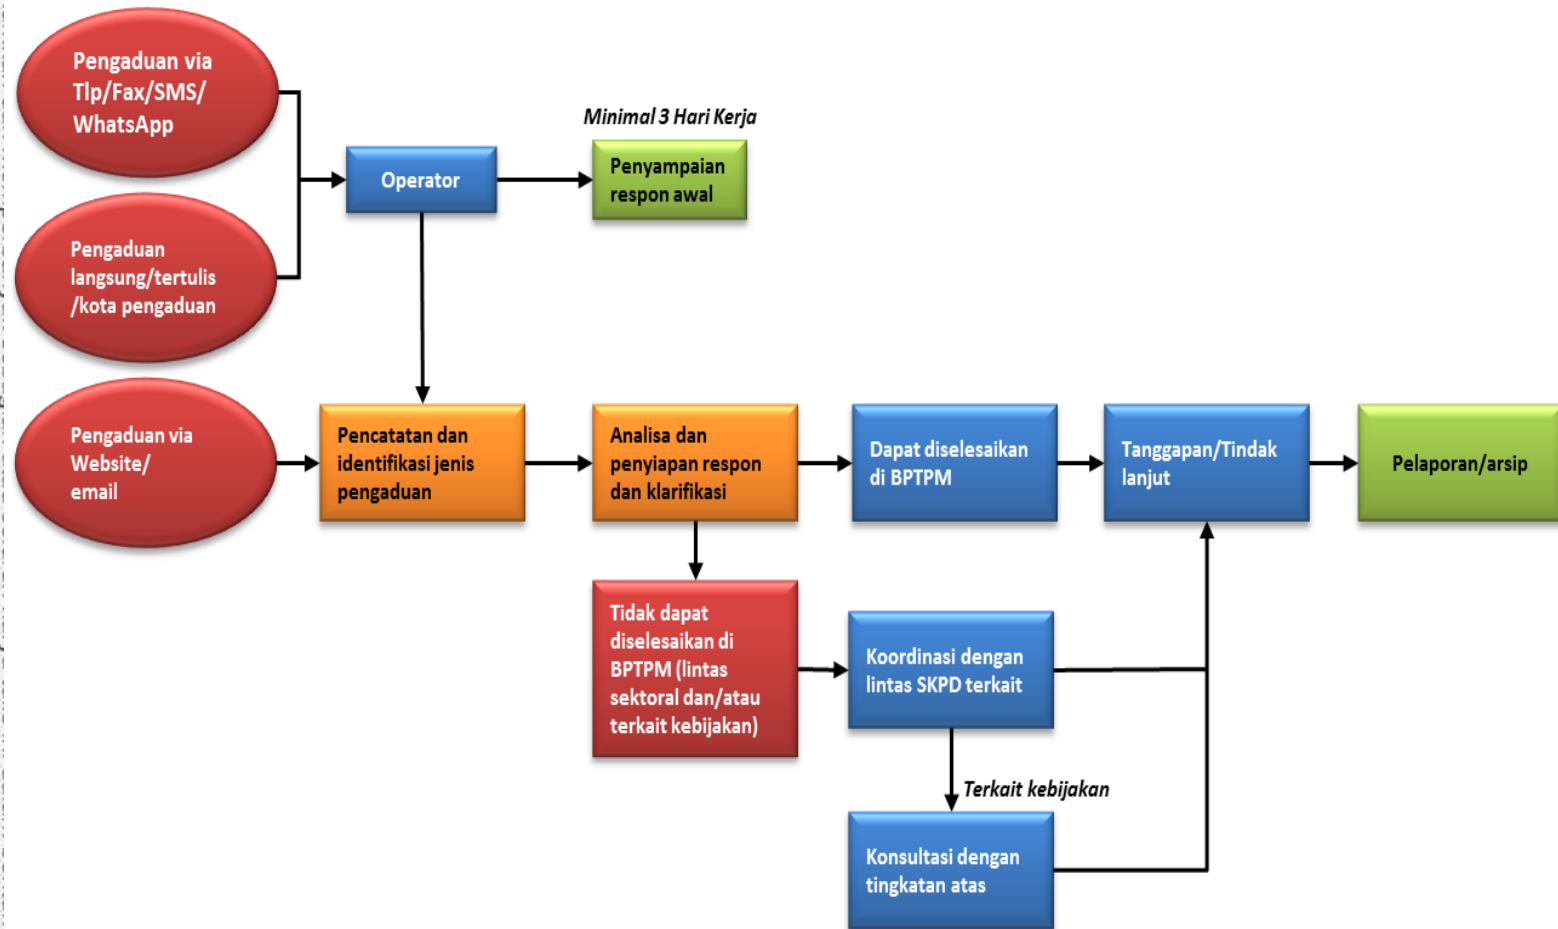 Pengaduan via
Tlp/Fax/SMS/
WhatsApp
Minimal 3 Hari Kerja
Operator
Penyampaian
respon awal
Pengaduan
langsung/tertulis
/kota pengaduan
Pengaduan via
Website/
email
Pencatatan dan
identifikasi jenis
pengaduan
Analisa dan
penyiapan respon
dan klarifikasi
Dapat diselesaikan
di BPTPM
Tanggapan/Tindak
lanjut
Pelaporan/arsip
Tidak dapat
diselesaikan di
BPTPM (lintas
sektoral dan/atau
terkait kebijakan)
Koordinasi dengan
lintas SKPD terkait
Terkait kebijakan
Konsultasi dengan
tingkatan atas